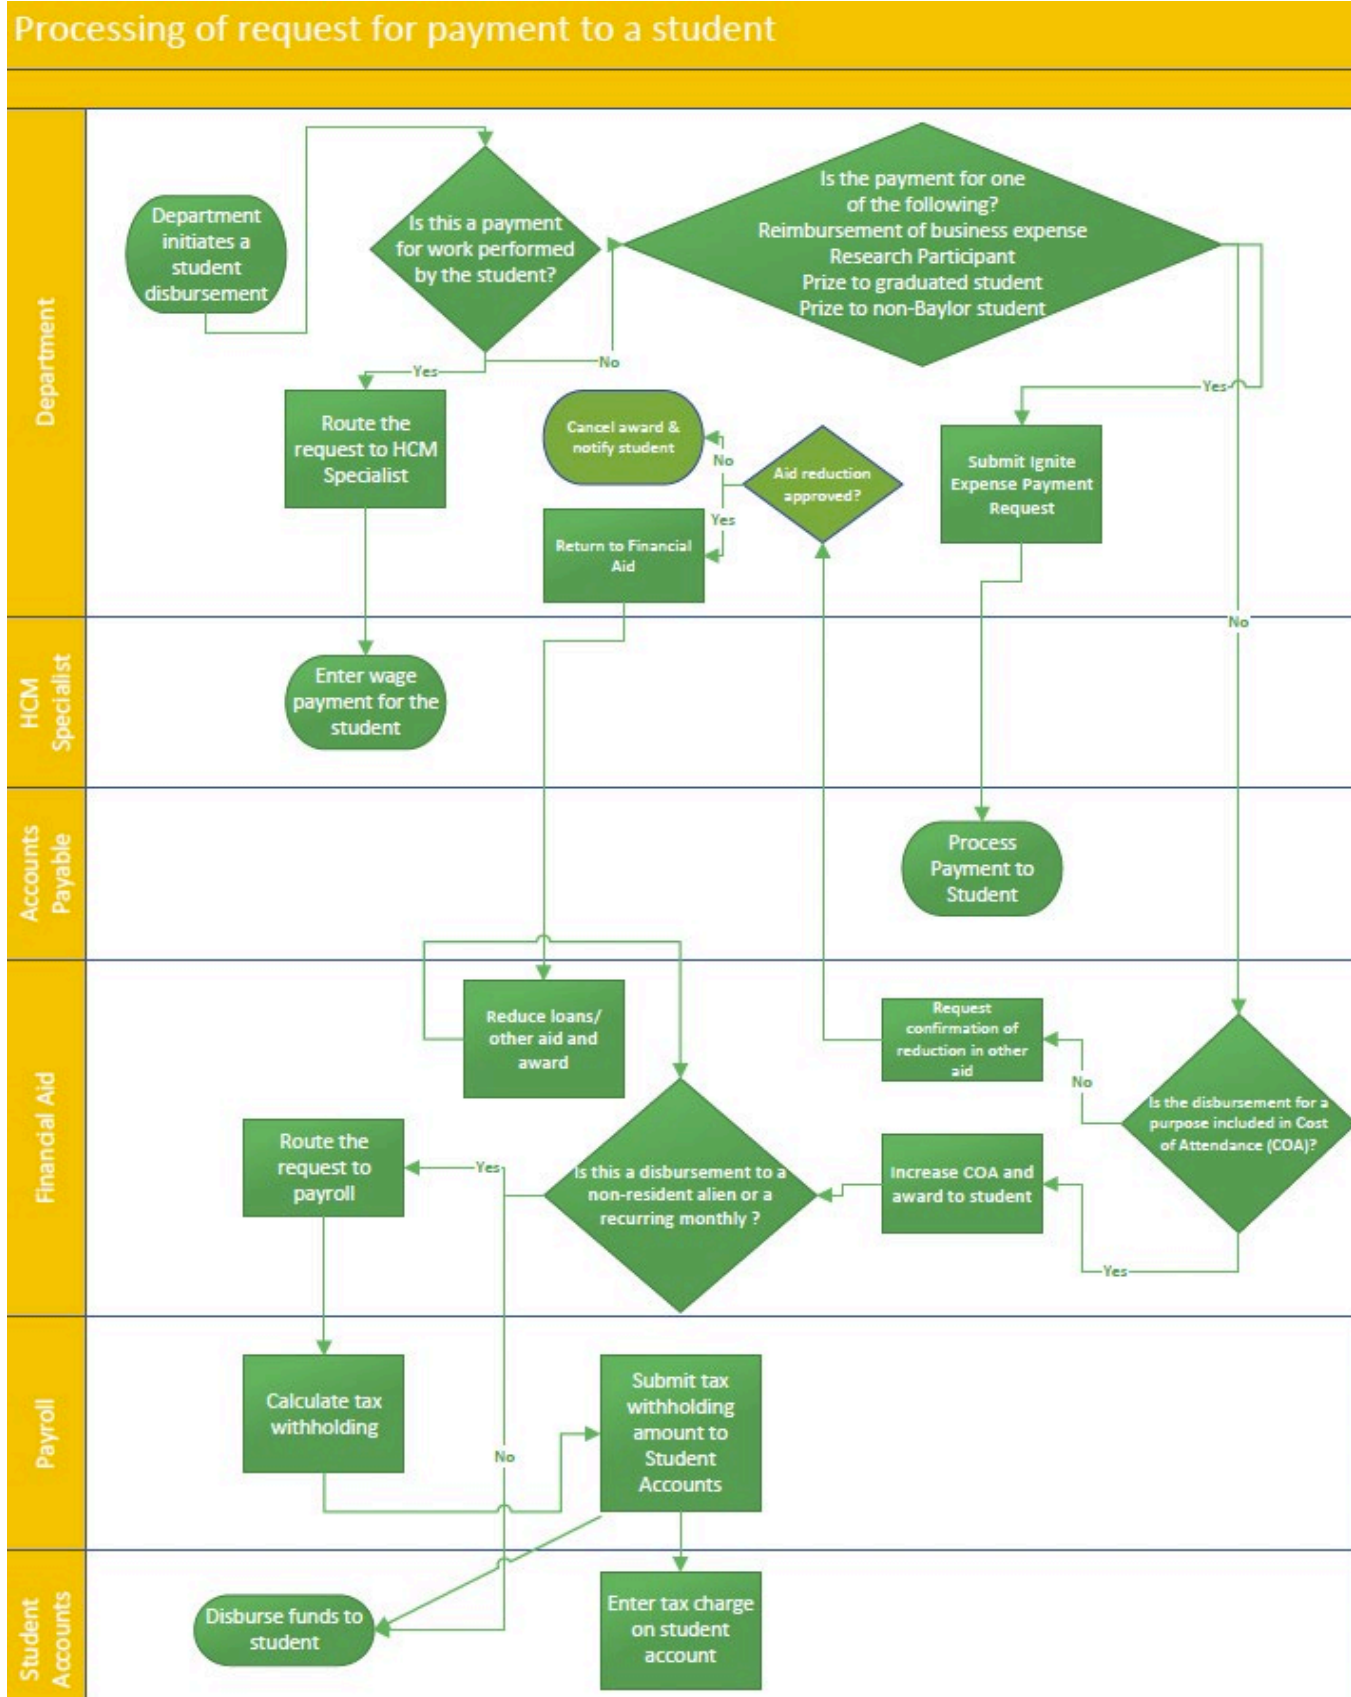 Processing of request for payment to a student
Department
Department
initiates a
student
disbursement
Is this a payment
for work performed
by the student?
Is the payment for one
of the following?
Reimbursement of business expense
Research Participant
Prize to graduated student
Prize to non-Baylor student
No
Yes
Yes
Route the
request to HCM
Specialist
Cancel award &
notify student
No
Aid reduction
approved?
Yes
Submit Ignite
Expense Payment
Request
Return to Financial
Aid
No
HCM
Specialist
Enter wage
payment for the
student
Accounts
Payable
Process
Payment to
Student
Financial Aid
Reduce loans/
other aid and
award
Request
confirmation of
reduction in other
aid
No
Is the disbursement for a
purpose included in Cost
of Attendance (COA)?
Route the
request to
payroll
Yes
Is this a disbursement to a
non-resident alien or a
recurring monthly ?
Increase COA and
award to student
Yes
Payroll
Calculate tax
withholding
No
Submit tax
withholding
amount to
Student
Accounts
Student
Accounts
Disburse funds to
student
Enter tax charge
on student
account